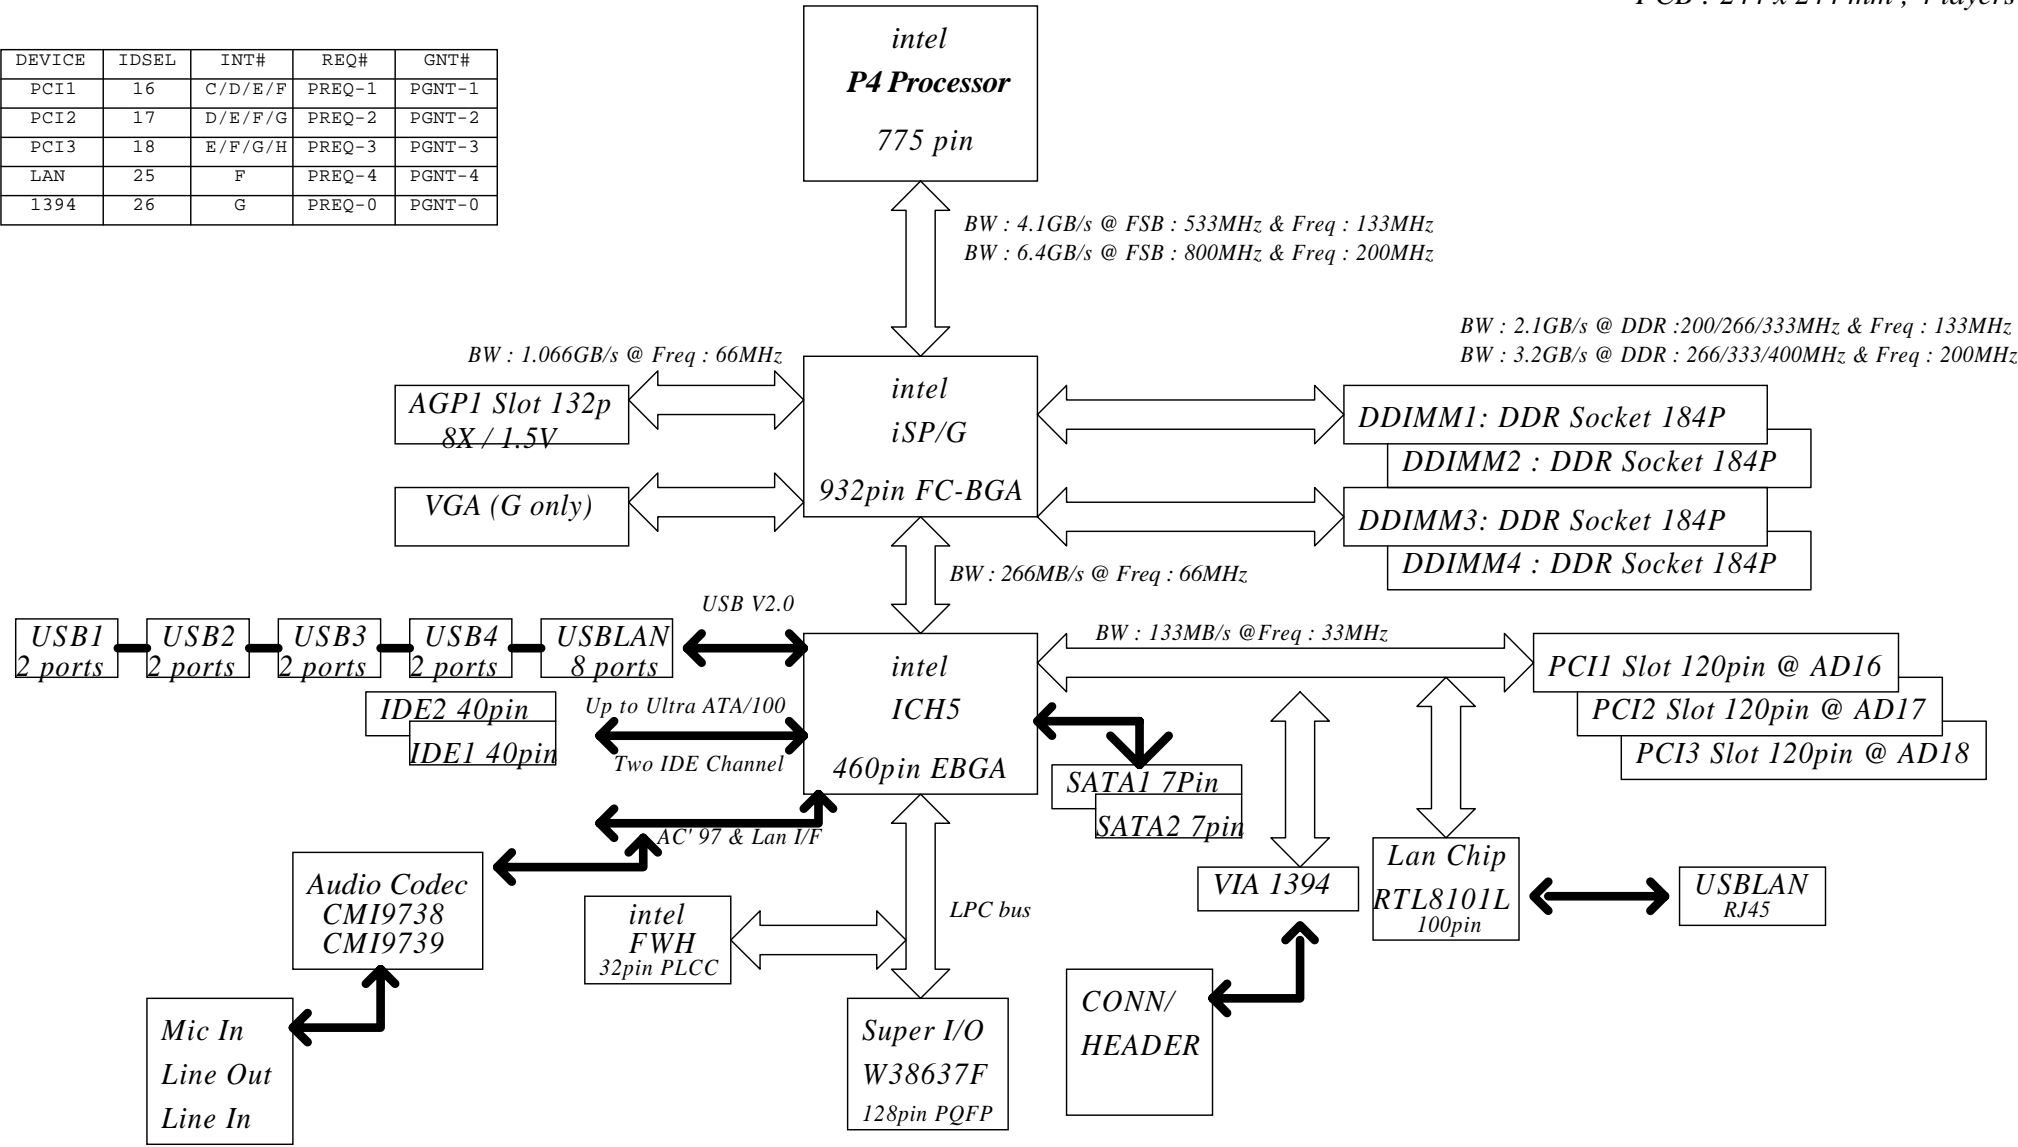 PCB : 244 x 244 mm , 4 layers
DEVICE IDSEL INT# REQ# GNT#
PCI1 16 C/D/E/F PREQ-1 PGNT-1
PCI2 17 D/E/F/G PREQ-2 PGNT-2
PCI3 18 E/F/G/H PREQ-3 PGNT-3
LAN 25 F PREQ-4 PGNT-4
1394 26 G PREQ-0 PGNT-0
intel
P4 Processor
775 pin
BW : 4.1GB/s @ FSB : 533MHz & Freq : 133MHz
BW : 6.4GB/s @ FSB : 800MHz & Freq : 200MHz
BW : 2.1GB/s @ DDR :200/266/333MHz & Freq : 133MHz
BW : 3.2GB/s @ DDR : 266/333/400MHz & Freq : 200MHz
BW : 1.066GB/s @ Freq : 66MHz
AGP1 Slot 132p
8X / 1.5V
VGA (G only)
intel
iSP/G
932pin FC-BGA
DDIMM1: DDR Socket 184P
DDIMM2 : DDR Socket 184P
DDIMM3: DDR Socket 184P
DDIMM4 : DDR Socket 184P
BW : 266MB/s @ Freq : 66MHz
USB V2.0
USB1
2 ports
USB2
2 ports
USB3
2 ports
USB4
2 ports
USBLAN
8 ports
IDE2 40pin
IDE1 40pin
Up to Ultra ATA/100
Two IDE Channel
intel
ICH5
460pin EBGA
BW : 133MB/s @Freq : 33MHz
PCI1 Slot 120pin @ AD16
PCI2 Slot 120pin @ AD17
PCI3 Slot 120pin @ AD18
SATA1 7Pin
SATA2 7pin
AC' 97 & Lan I/F
Audio Codec
CMI9738
CMI9739
intel
FWH
32pin PLCC
LPC bus
VIA 1394
Lan Chip
RTL8101L
100pin
USBLAN
RJ45
Mic In
Line Out
Line In
Super I/O
W38637F
128pin PQFP
CONN/
HEADER